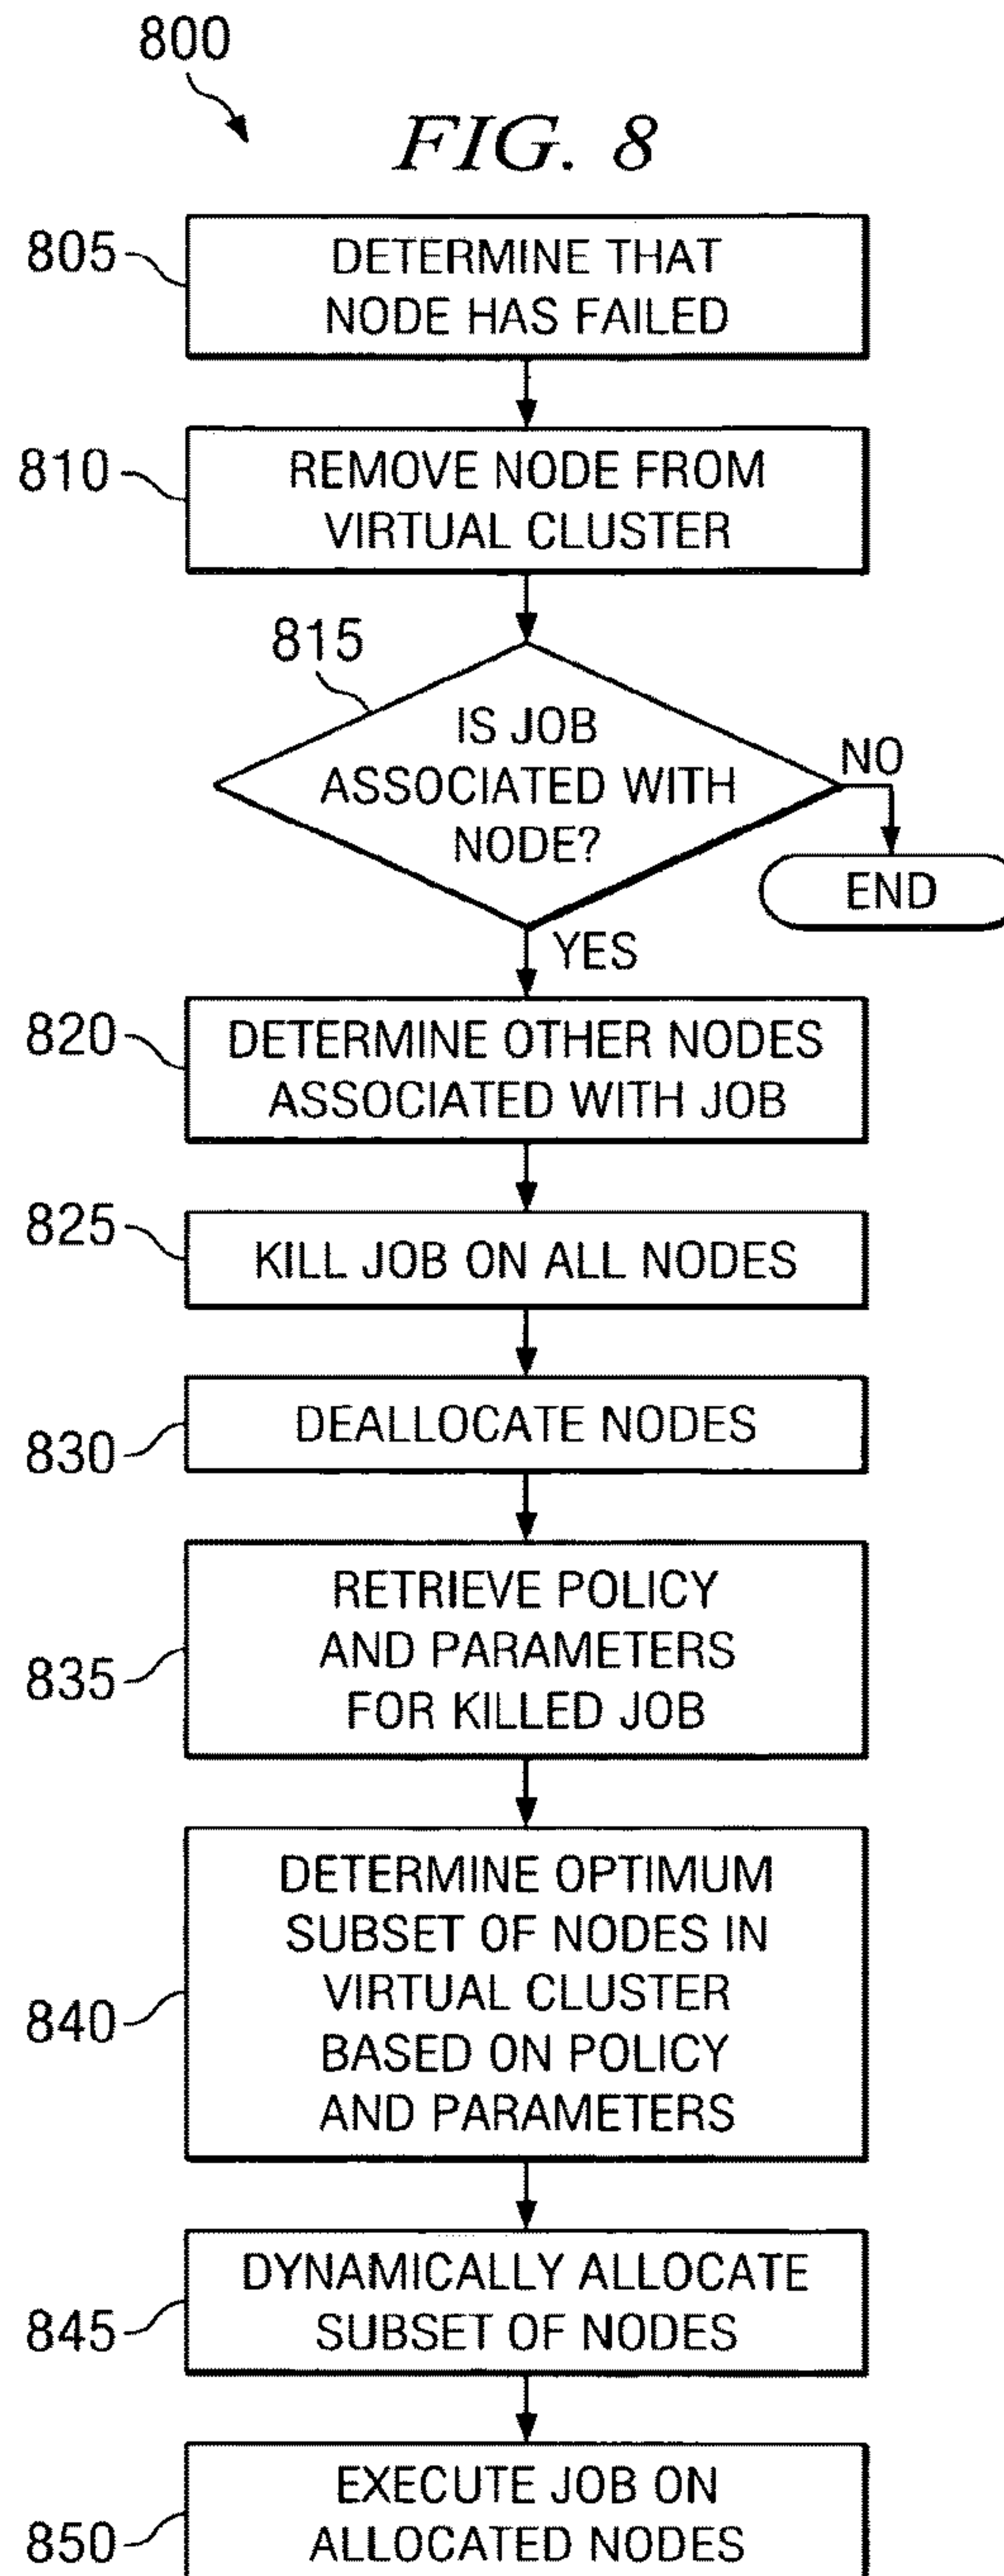 800
FIG. 8
805
DETERMINE THAT
NODE HAS FAILED
810
REMOVE NODE FROM
VIRTUAL CLUSTER
815
IS JOB
ASSOCIATED WITH
NODE?
NO
END
YES
820
DETERMINE OTHER NODES
ASSOCIATED WITH JOB
825
KILL JOB ON ALL NODES
830
DEALLOCATE NODES
835
RETRIEVE POLICY
AND PARAMETERS
FOR KILLED JOB
840
DETERMINE OPTIMUM
SUBSET OF NODES IN
VIRTUAL CLUSTER
BASED ON POLICY
AND PARAMETERS
845
DYNAMICALLY ALLOCATE
SUBSET OF NODES
850
EXECUTE JOB ON
ALLOCATED NODES